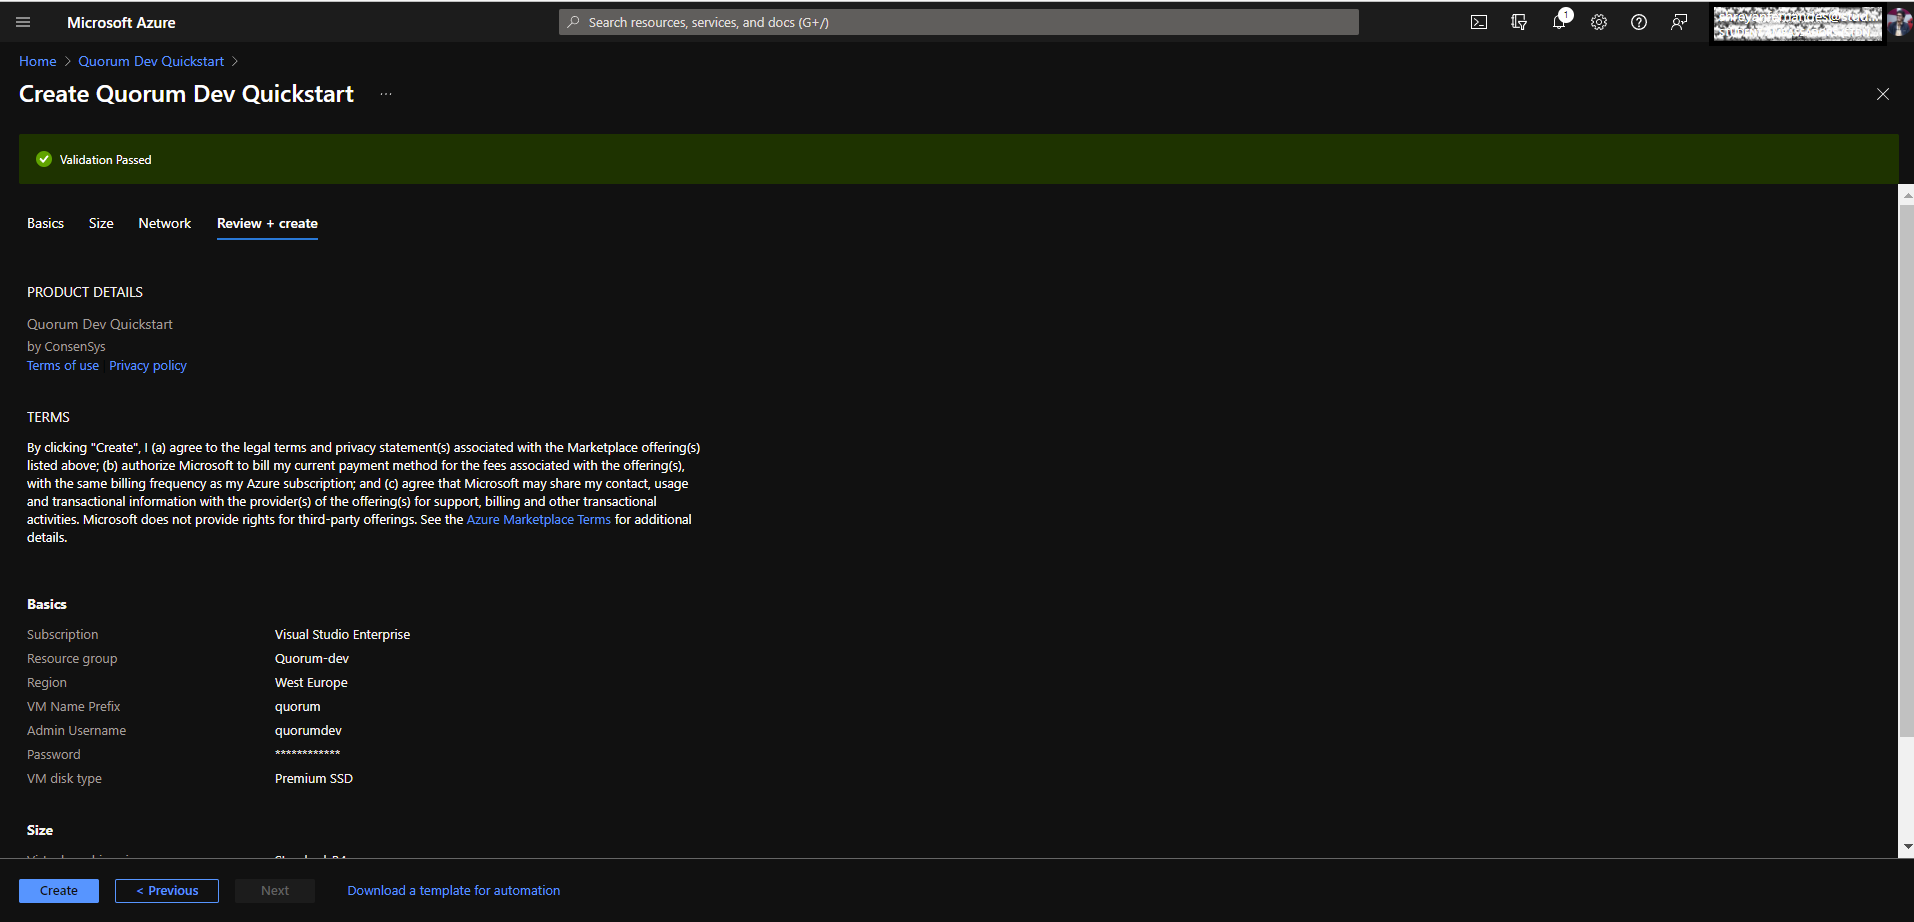 Microsoft Azure
Search resources, services, and docs (G+/)
1
Home > Quorum Dev Quickstart >
Create Quorum Dev Quickstart ...
Validation Passed
Basics Size Network Review + create
PRODUCT DETAILS
Quorum Dev Quickstart
by ConsenSys
Terms of use Privacy policy
TERMS
By clicking "Create", I (a) agree to the legal terms and privacy statement(s) associated with the Marketplace offering(s)
listed above; (b) authorize Microsoft to bill my current payment method for the fees associated with the offering(s),
with the same billing frequency as my Azure subscription; and (c) agree that Microsoft may share my contact, usage
and transactional information with the provider(s) of the offering(s) for support, billing and other transactional
activities. Microsoft does not provide rights for third-party offerings. See the Azure Marketplace Terms for additional
details.
Basics
Subscription Visual Studio Enterprise
Resource group Quorum-dev
Region West Europe
VM Name Prefix quorum
Admin Username quorumdev
Password ************
VM disk type Premium SSD
Size
Create < Previous Next Download a template for automation